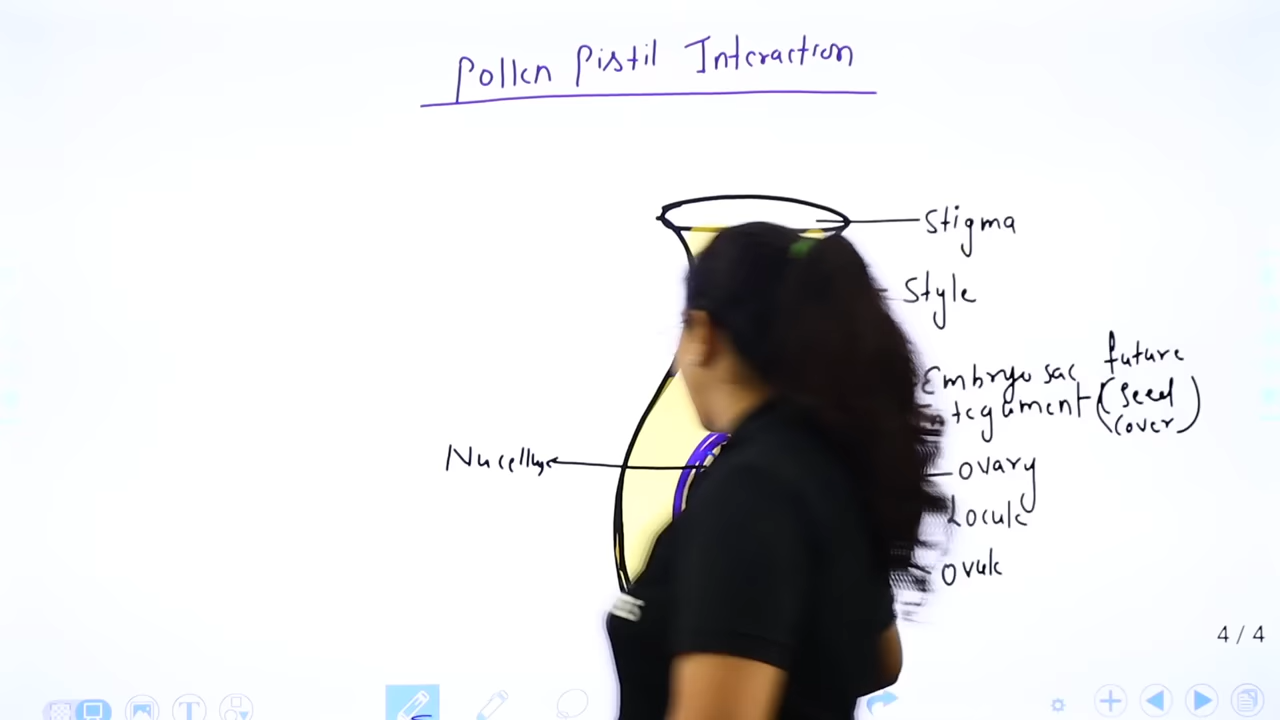 Pollen Pistil Interaction
Stigma
Style
Embryo sac
future
tegument (seed
cover)
Nucellus
Ovary
Locule
Ovule
4 / 4
T